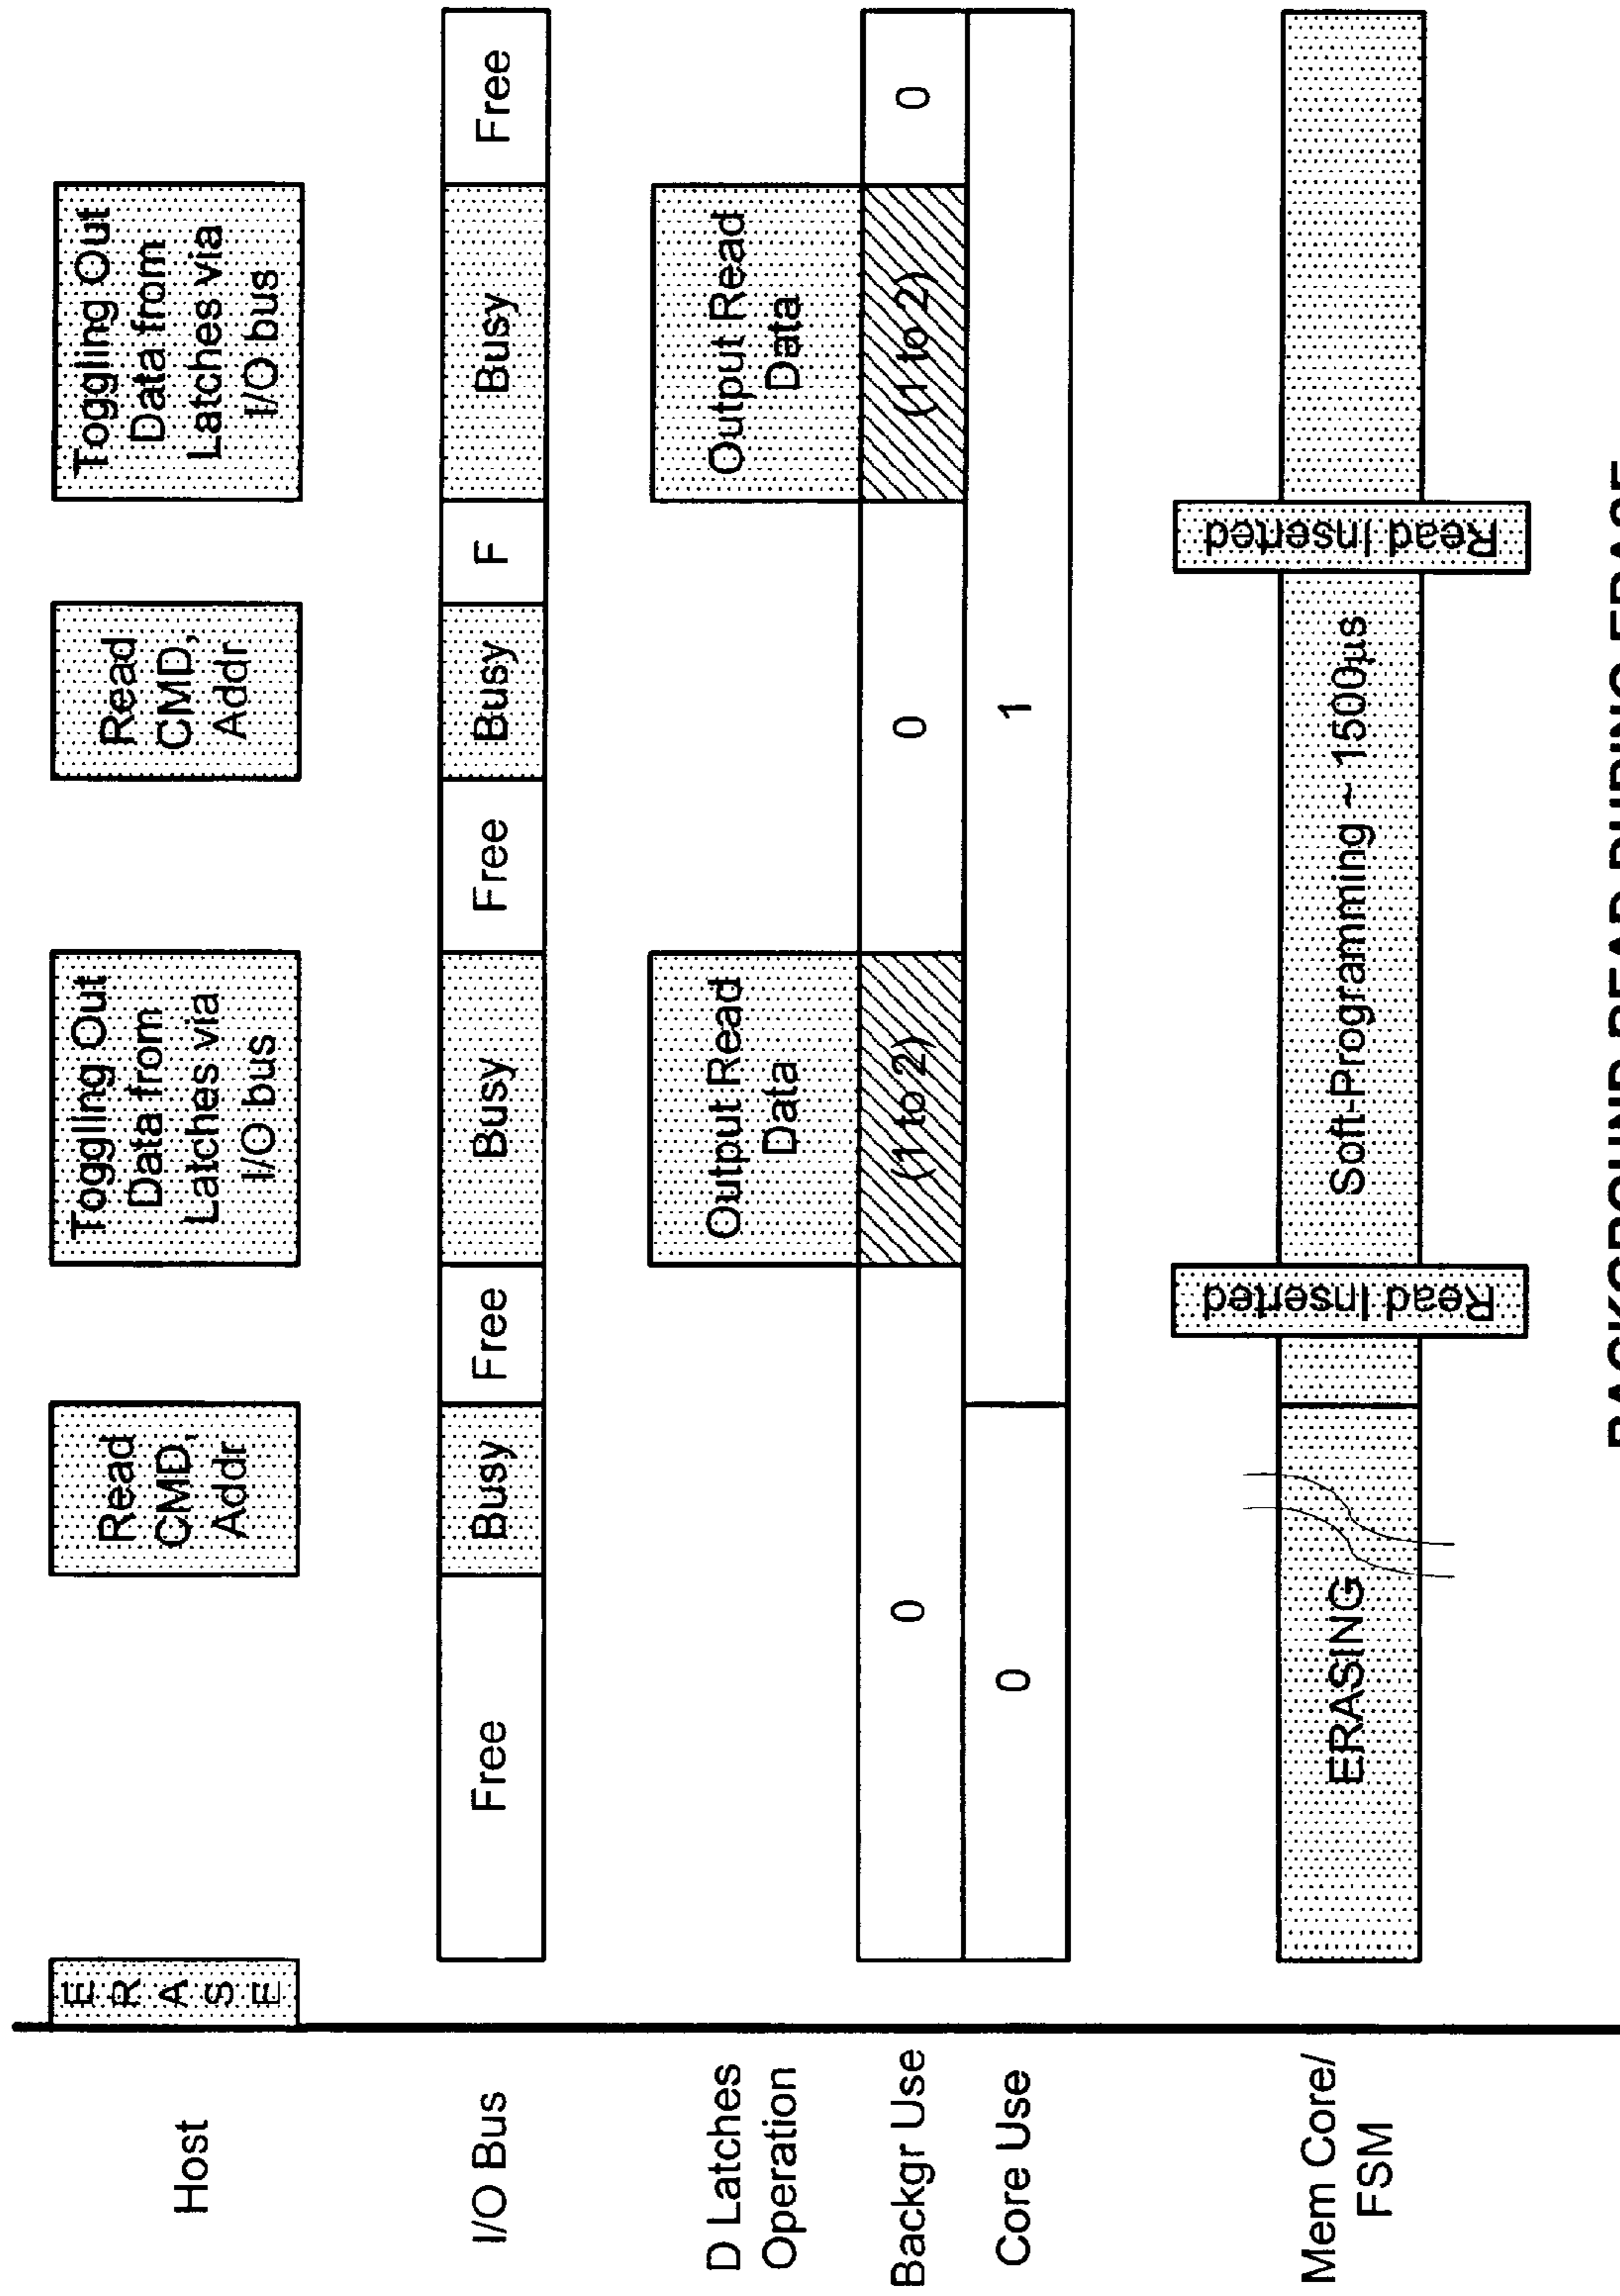 Host
E
R
A
S
E
Read
CMD,
Addr
Toggling Out
Data from
Latches via
I/O bus
Read
CMD,
Addr
Toggling Out
Data from
Latches via
I/O bus
I/O Bus
Free
Busy
Free
Busy
Free
Busy
F
Busy
Free
D Latches
Operation
Output Read
Data
Output Read
Data
Backgr Use
0
(1 to 2)
0
(1 to 2)
0
Core Use
0
1
Mem Core/
FSM
ERASING
Read Inserted
Soft-Programming ~ 1500µs
Read Inserted
BACKGROUND READ DURING ERASE